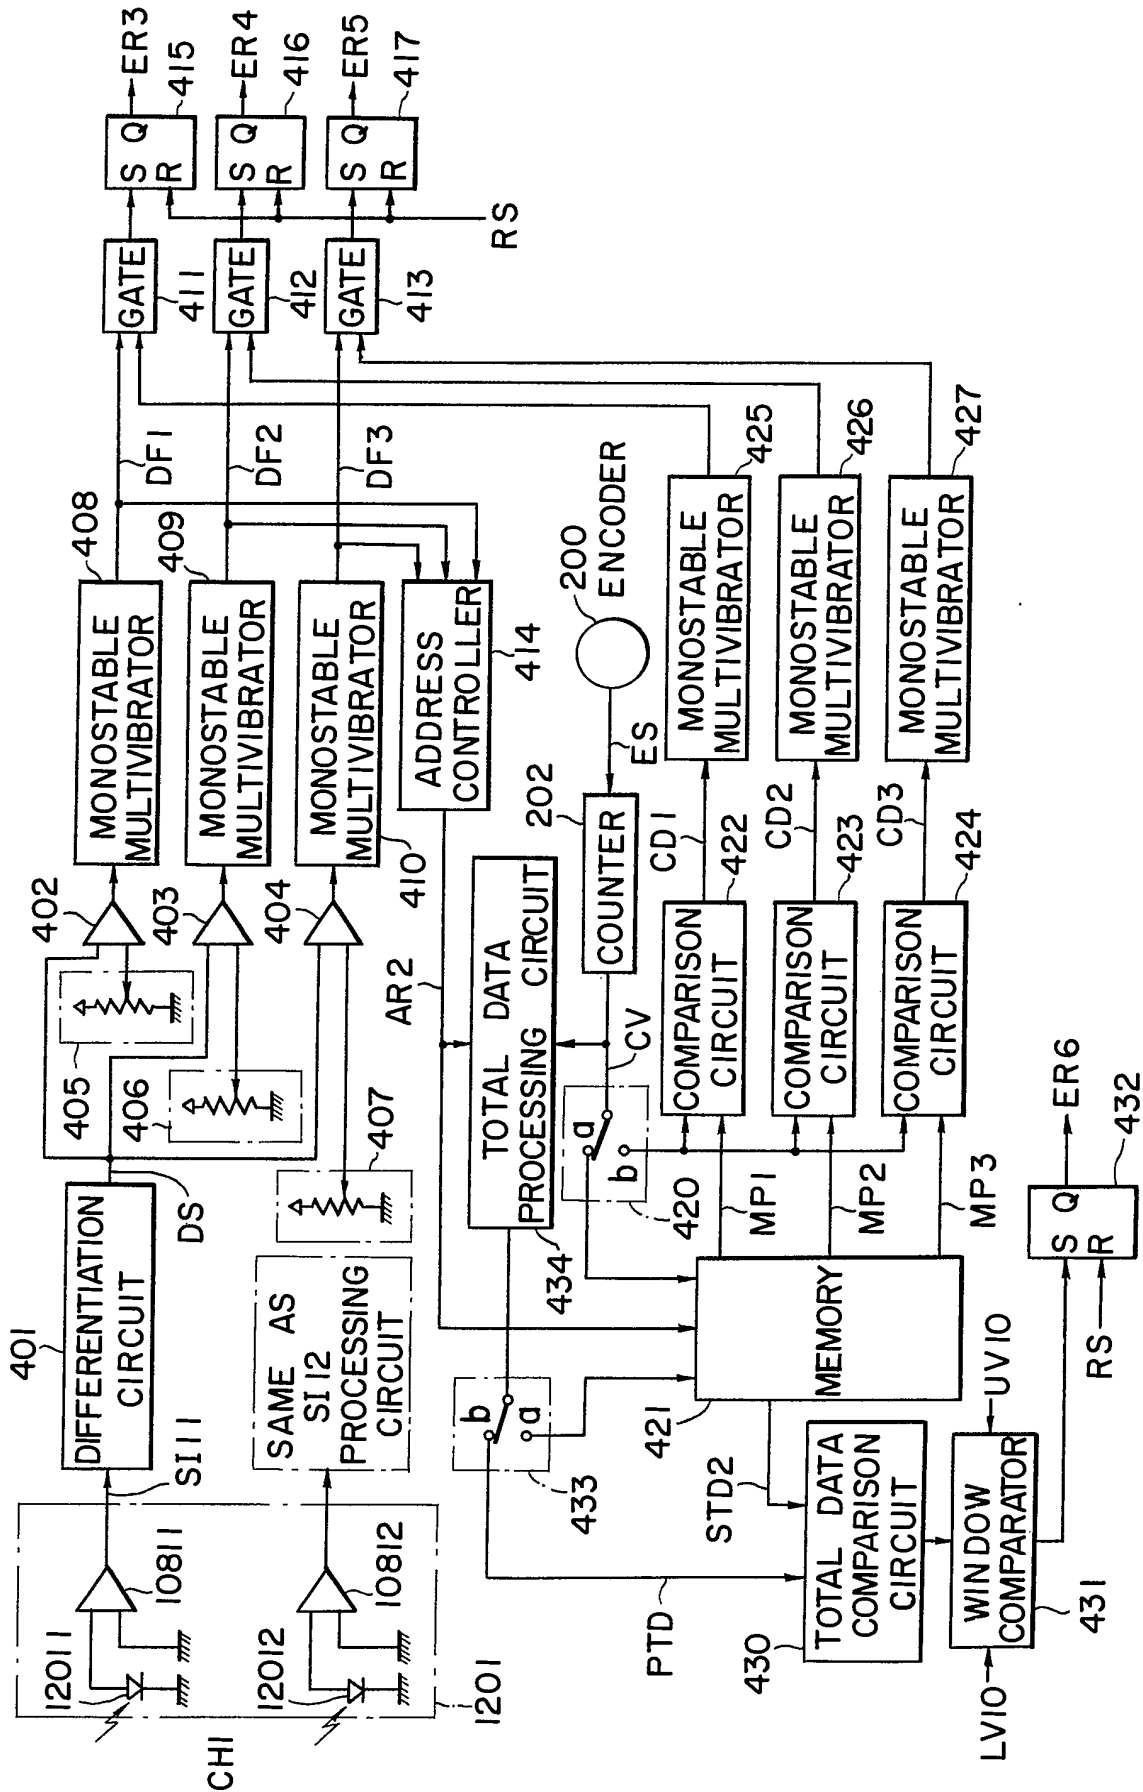 CH1
12011
10811
SI11
12012
10812
1201
401
DIFFERENTIATION
CIRCUIT
DS
SAME AS
SI12
PROCESSING
CIRCUIT
405
406
407
402
403
404
MONOSTABLE
MULTIVIBRATOR
408
MONOSTABLE
MULTIVIBRATOR
409
MONOSTABLE
MULTIVIBRATOR
410
DF1
DF2
DF3
ADDRESS
CONTROLLER
414
AR2
GATE
411
GATE
412
GATE
413
RS
S Q
R
ER3
415
S Q
R
ER4
416
S Q
R
ER5
417
200
ENCODER
ES
202
COUNTER
CV
TOTAL DATA
PROCESSING CIRCUIT
434
a
b
420
b
a
433
MEMORY
421
MP1
MP2
MP3
COMPARISON
CIRCUIT
422
COMPARISON
CIRCUIT
423
COMPARISON
CIRCUIT
424
CD1
CD2
CD3
MONOSTABLE
MULTIVIBRATOR
425
MONOSTABLE
MULTIVIBRATOR
426
MONOSTABLE
MULTIVIBRATOR
427
PTD
STD2
TOTAL DATA
COMPARISON
CIRCUIT
430
LV10
UV10
WINDOW
COMPARATOR
431
RS
S Q
R
ER6
432